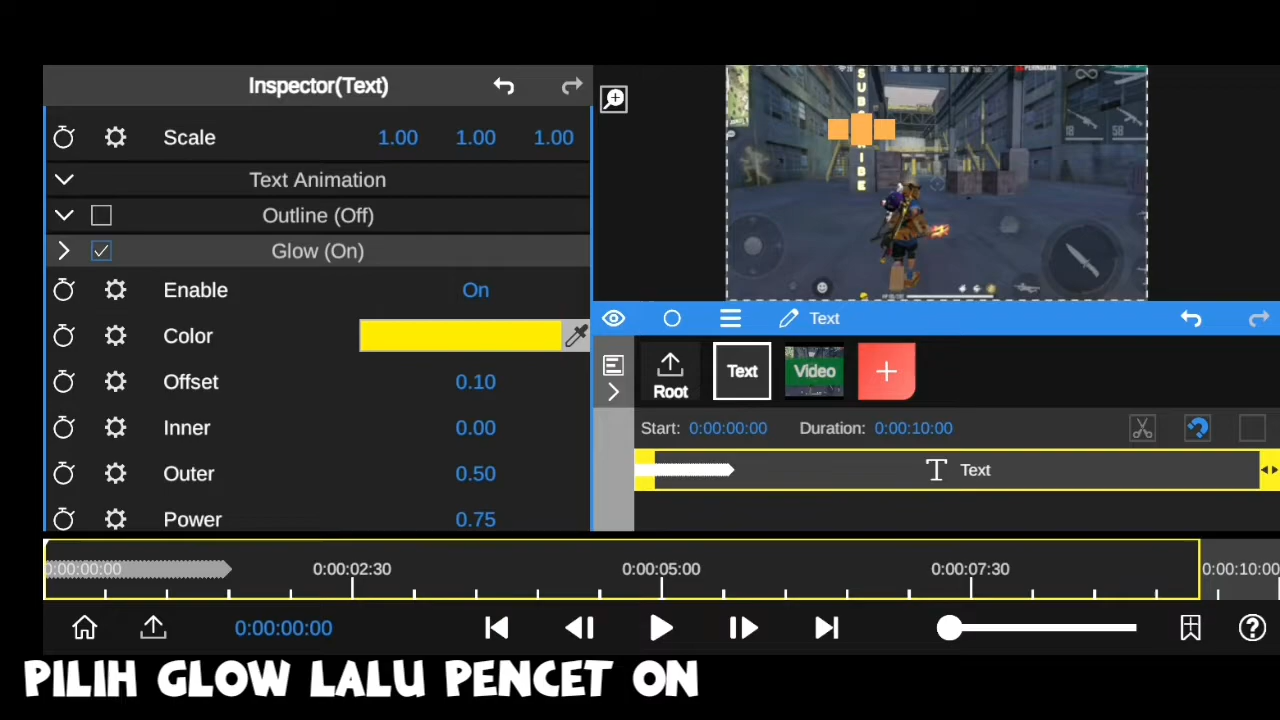 Inspector(Text)
Scale 1.00 1.00 1.00
Text Animation
Outline (Off)
Glow (On)
Enable On
Color
Offset 0.10
Inner 0.00
Outer 0.50
Power 0.75
18 58
Text
Root Text Video
Start: 0:00:00:00 Duration: 0:00:10:00
Text
0:00:00:00 0:00:02:30 0:00:05:00 0:00:07:30 0:00:10:00
0:00:00:00
PILIH GLOW LALU PENCET ON